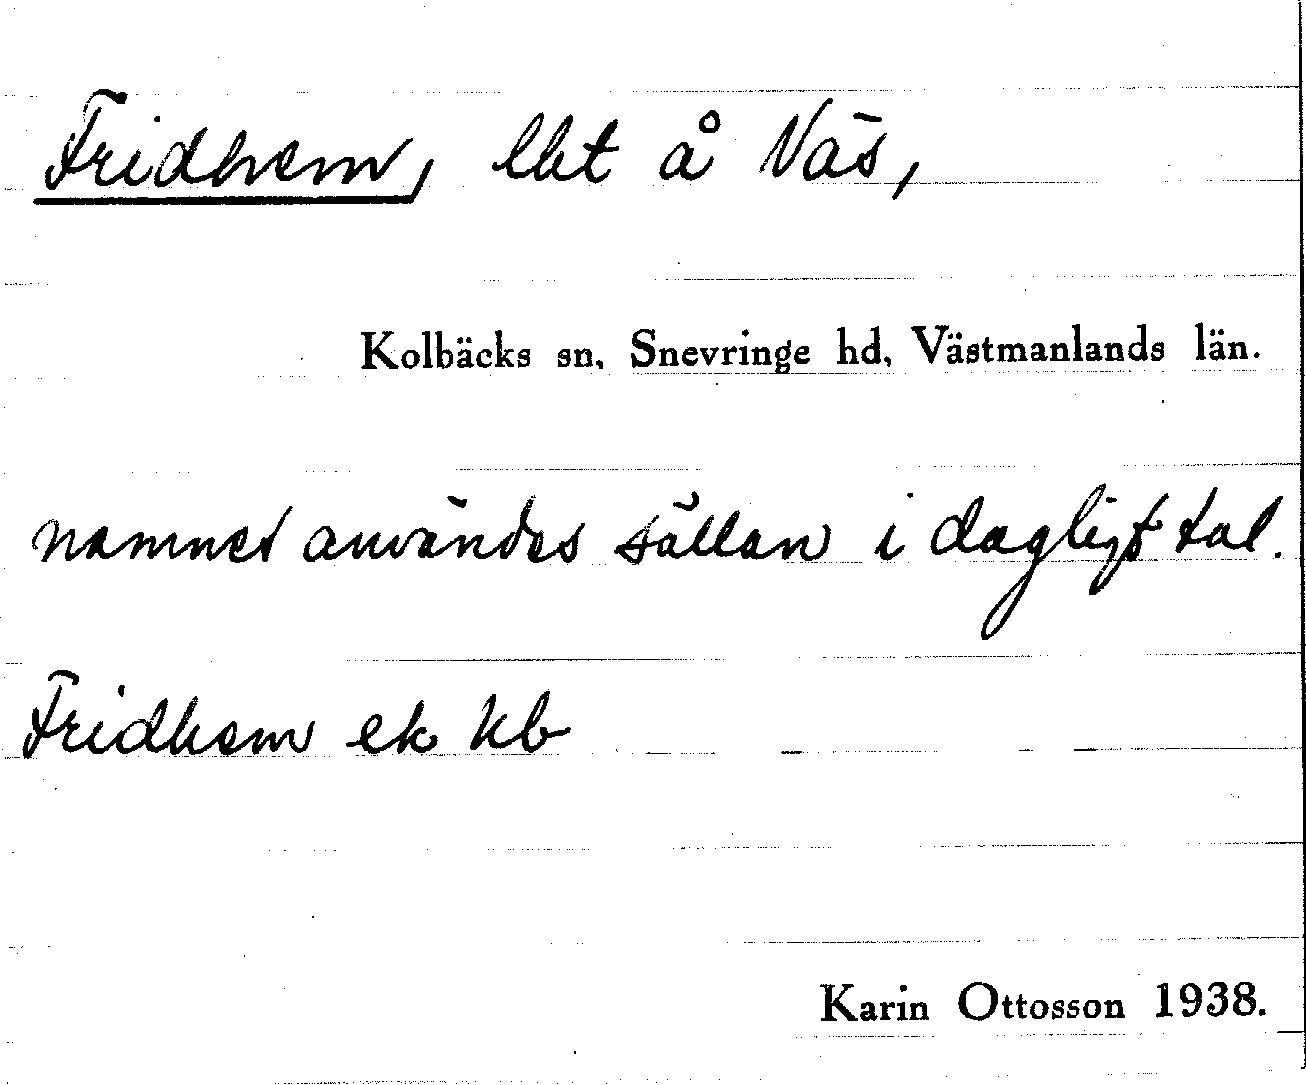 Fridhem, lht å Näs,
Kolbäcks sn, Snevringe hd, Västmanlands län.
namnet användes sällan i dagligt tal.
Fridhem ek kb
Karin Ottosson 1938.